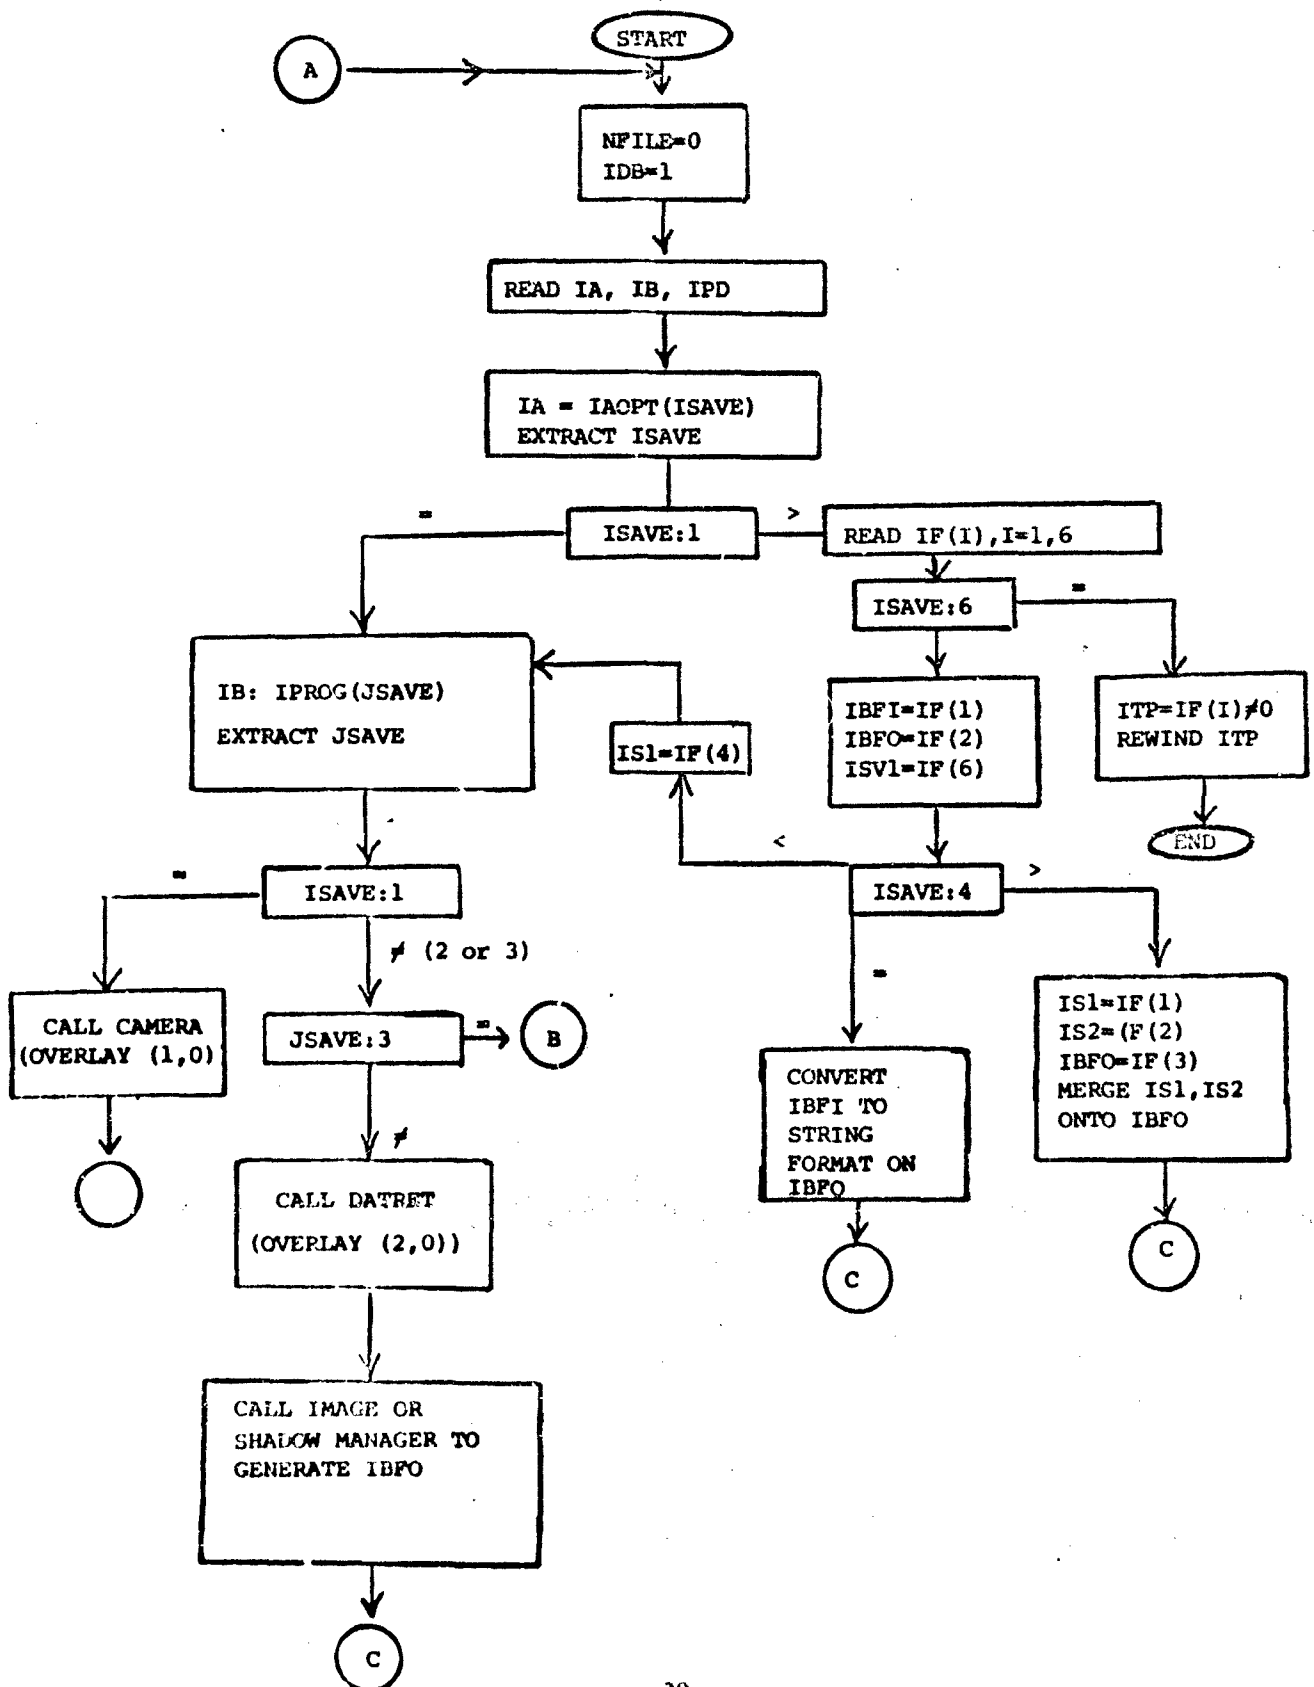 START
A
NFILE=0
IDB=1
READ IA, IB, IPD
IA = IAOPT(ISAVE)
EXTRACT ISAVE
=
ISAVE:1
>
READ IF(I),I=1,6
ISAVE:6
=
IB: IPROG(JSAVE)
EXTRACT JSAVE
IS1=IF(4)
IBFI=IF(1)
IBFO=IF(2)
ISV1=IF(6)
ITP=IF(I)≠0
REWIND ITP
END
<
=
ISAVE:1
ISAVE:4
>
≠ (2 or 3)
=
CALL CAMERA
(OVERLAY (1,0)
JSAVE:3
=
B
IS1=IF(1)
IS2=(F(2)
IBFO=IF(3)
MERGE IS1,IS2
ONTO IBFO
CONVERT
IBFI TO
STRING
FORMAT ON
IBFO
≠
CALL DATRET
(OVERLAY (2,0))
C
C
CALL IMAGE OR
SHADOW MANAGER TO
GENERATE IBFO
C